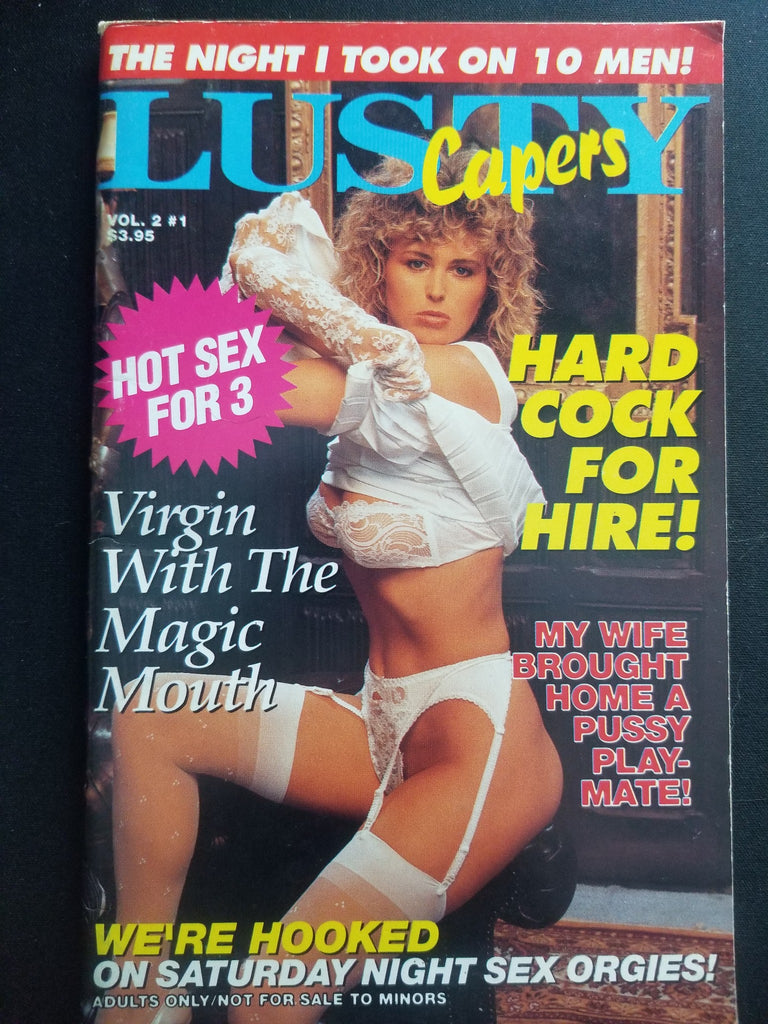 THE NIGHT I TOOK ON 10 MEN!
LUSTY
Capers
VOL. 2 #1
$3.95
HOT SEX
FOR 3
HARD
COCK
FOR
HIRE!
Virgin
With The
Magic
Mouth
MY WIFE
BROUGHT
HOME A
PUSSY
PLAY-
MATE!
WE'RE HOOKED
ON SATURDAY NIGHT SEX ORGIES!
ADULTS ONLY/NOT FOR SALE TO MINORS